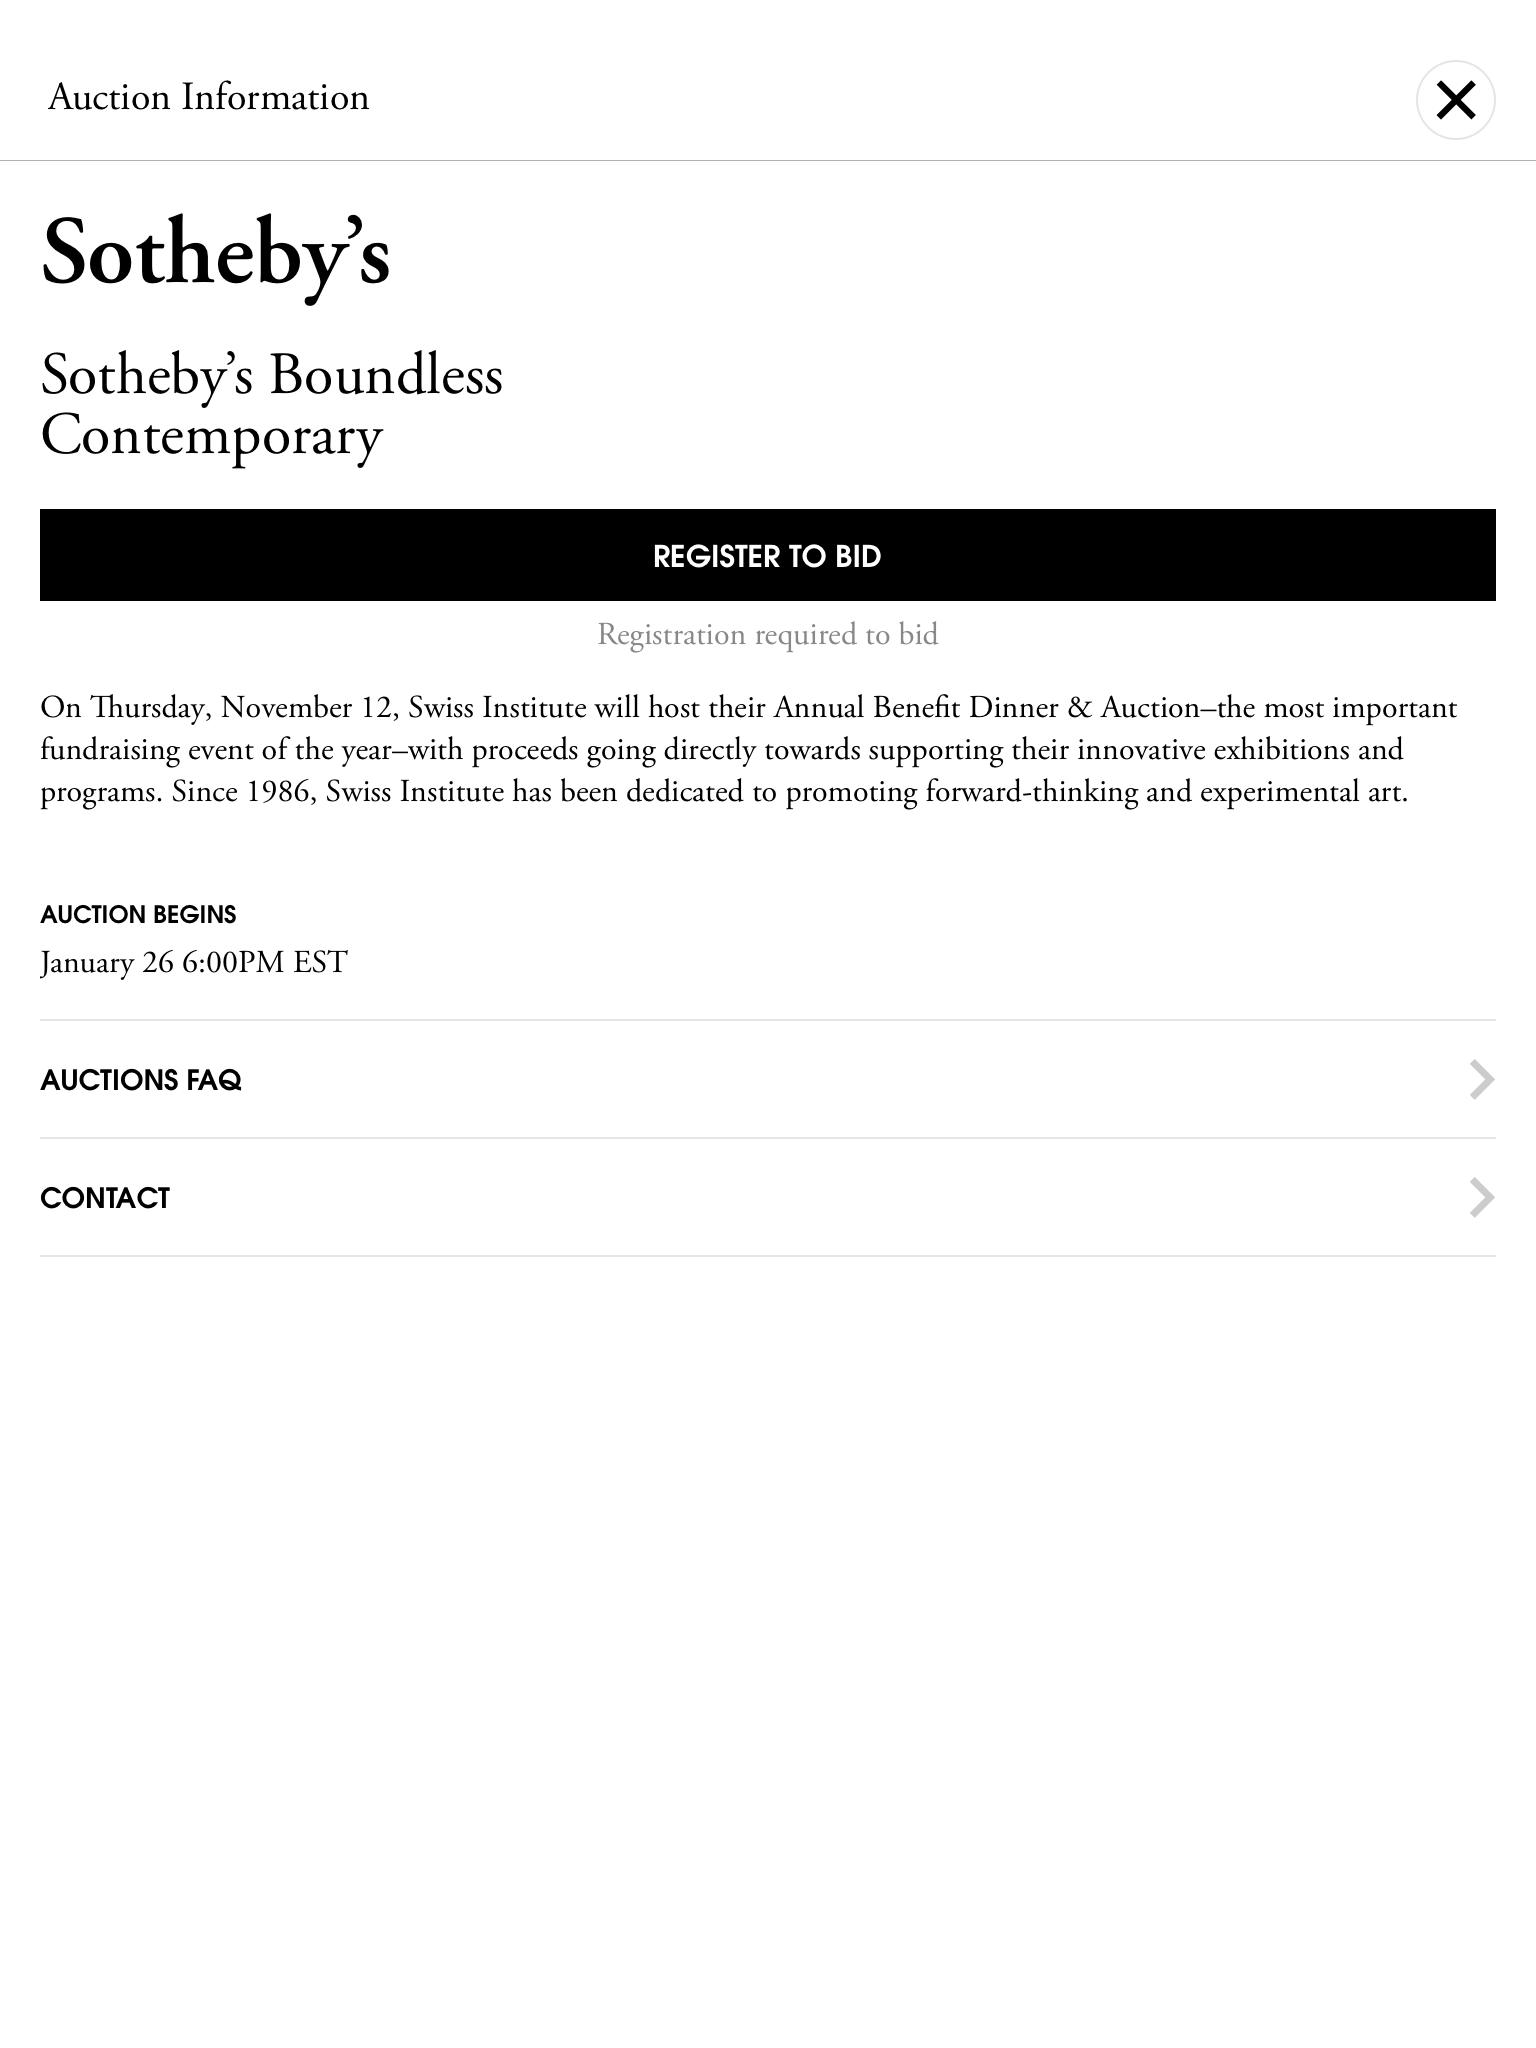 Auction Information
Sotheby’s
Sotheby’s Boundless
Contemporary
REGISTER TO BID
Registration required to bid
On Thursday, November 12, Swiss Institute will host their Annual Benefit Dinner & Auction–the most important
fundraising event of the year–with proceeds going directly towards supporting their innovative exhibitions and
programs. Since 1986, Swiss Institute has been dedicated to promoting forward-thinking and experimental art.
AUCTION BEGINS
January 26 6:00PM EST
AUCTIONS FAQ
CONTACT